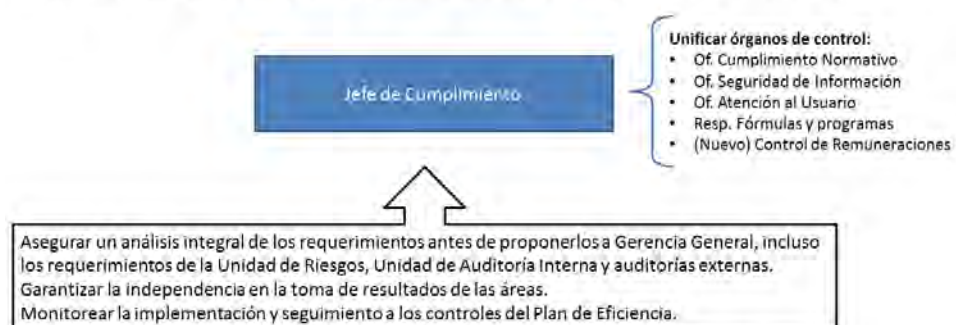 Unificar órganos de control:
• Of. Cumplimiento Normativo
• Of. Seguridad de Información
• Of. Atención al Usuario
• Resp. Fórmulas y programas
• (Nuevo) Control de Remuneraciones
Jefe de Cumplimiento
Asegurar un análisis integral de los requerimientos antes de proponerlos a Gerencia General, incluso
los requerimientos de la Unidad de Riesgos, Unidad de Auditoría Interna y auditorías externas.
Garantizar la independencia en la toma de resultados de las áreas.
Monitorear la implementación y seguimiento a los controles del Plan de Eficiencia.